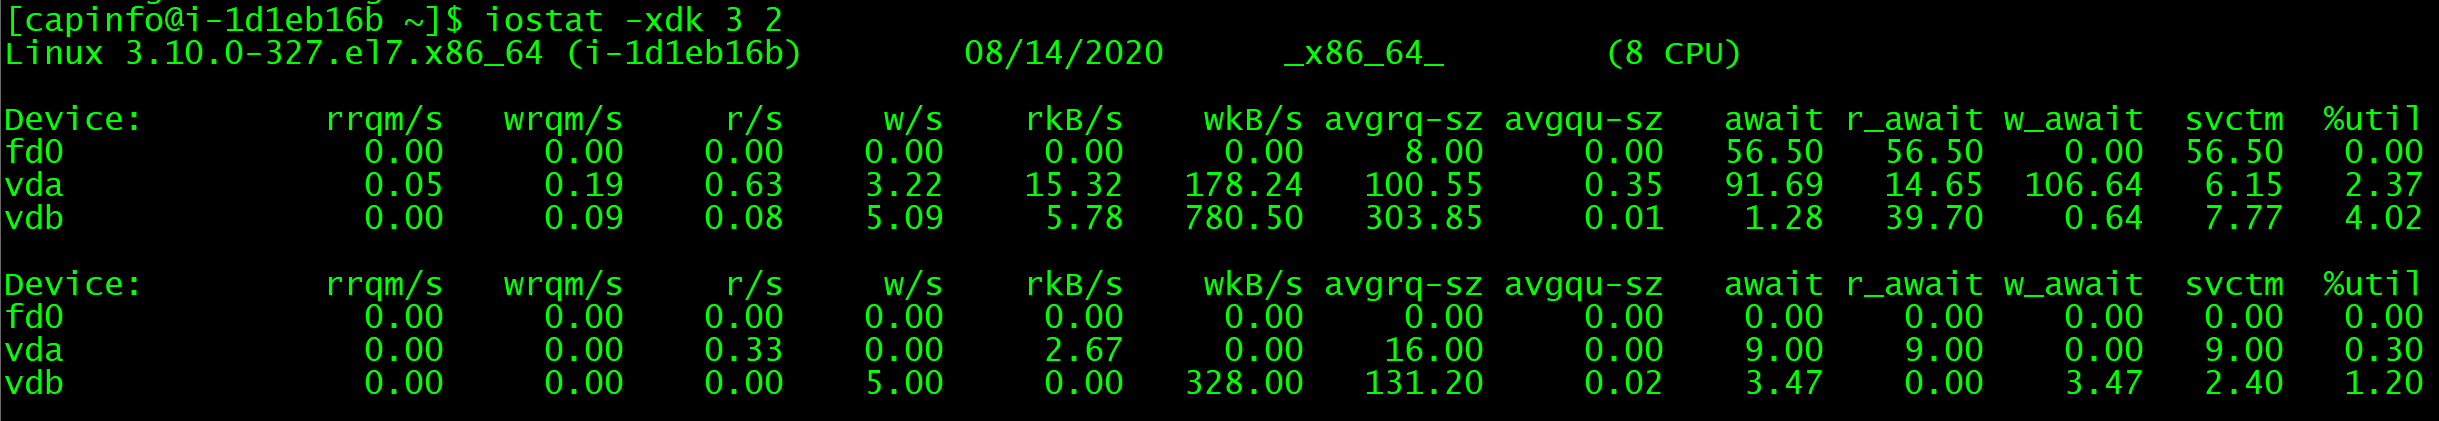 [capinfo@i-1d1eb16b ~]$ iostat -xdk 3 2
Linux 3.10.0-327.el7.x86_64 (i-1d1eb16b) 08/14/2020 _x86_64_ (8 CPU)
Device: rrqm/s wrqm/s r/s w/s rkB/s wkB/s avgrq-sz avgqu-sz await r_await w_await svctm %util
fd0 0.00 0.00 0.00 0.00 0.00 0.00 8.00 0.00 56.50 56.50 0.00 56.50 0.00
vda 0.05 0.19 0.63 3.22 15.32 178.24 100.55 0.35 91.69 14.65 106.64 6.15 2.37
vdb 0.00 0.09 0.08 5.09 5.78 780.50 303.85 0.01 1.28 39.70 0.64 7.77 4.02
Device: rrqm/s wrqm/s r/s w/s rkB/s wkB/s avgrq-sz avgqu-sz await r_await w_await svctm %util
fd0 0.00 0.00 0.00 0.00 0.00 0.00 0.00 0.00 0.00 0.00 0.00 0.00 0.00
vda 0.00 0.00 0.33 0.00 2.67 0.00 16.00 0.00 9.00 9.00 0.00 9.00 0.30
vdb 0.00 0.00 0.00 5.00 0.00 328.00 131.20 0.02 3.47 0.00 3.47 2.40 1.20